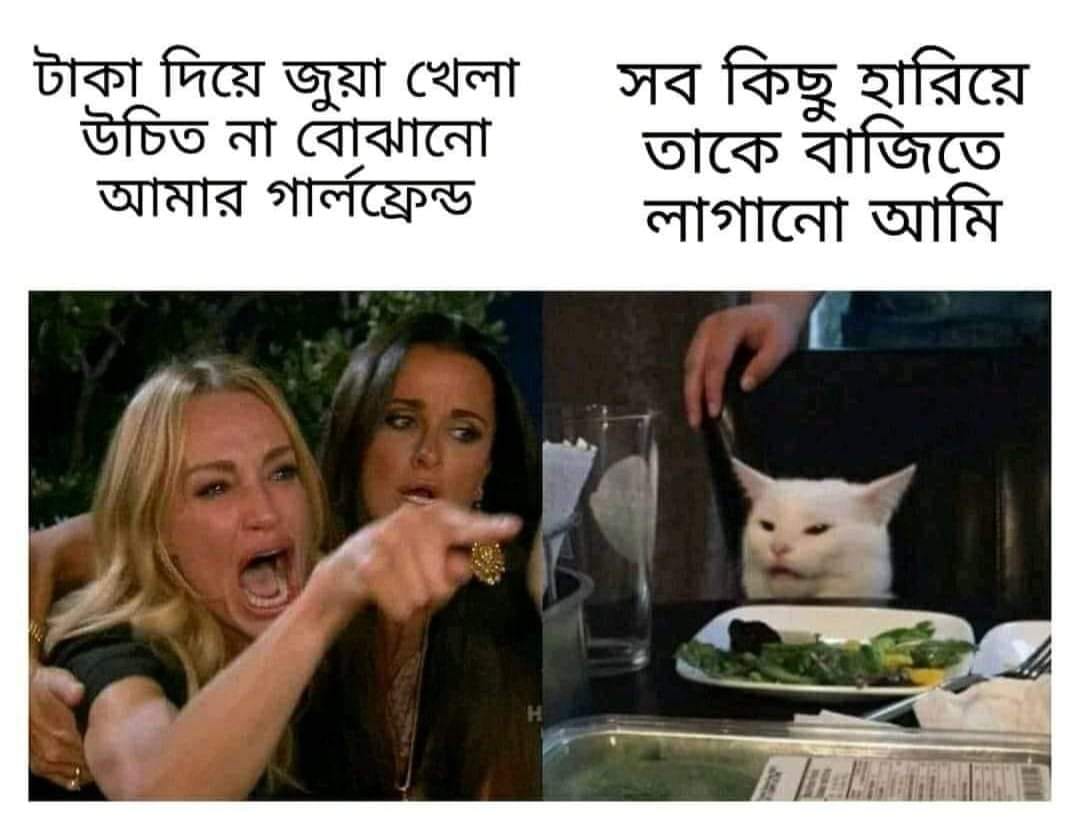 টাকা দিয়ে জুয়া খেলা
উচিত না বোঝানো
আমার গার্লফ্রেন্ড
সব কিছু হারিয়ে
তাকে বাজিতে
লাগানো আমি
H